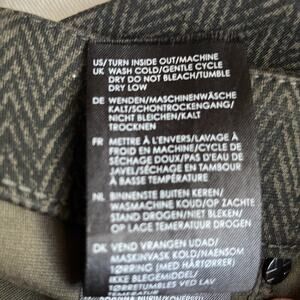 US/ TURN INSIDE OUT/MACHINE
UK WASH COLD/GENTLE CYCLE
DRY DO NOT BLEACH/TUMBLE
DRY LOW
DE WENDEN/MASCHINENWÄSCHE
KALT/SCHONTROCKENGANG/
NICHT BLEICHEN/KALT
TROCKNEN
FR METTRE À L'ENVERS/LAVAGE À
FROID EN MACHINE/CYCLE DE
SÉCHAGE DOUX/PAS D'EAU DE
JAVEL/SÉCHAGE EN TAMBOUR
À BASSE TEMPÉRATURE
NL BINNENSTE BUITEN KEREN/
WASMACHINE KOUD/OP ZACHTE
STAND DROGEN/NIET BLEKEN/
OP LAGE TEMERATUUR DROGEN
DK VEND VRANGEN UDAD/
MASKINVASK KOLD/NAENSOM
TØRRING (MED HÅRTØRRER)
IKKE BLEGEMIDDEL/
TØRRETUMBLES VED LAV
TEMPERATUR